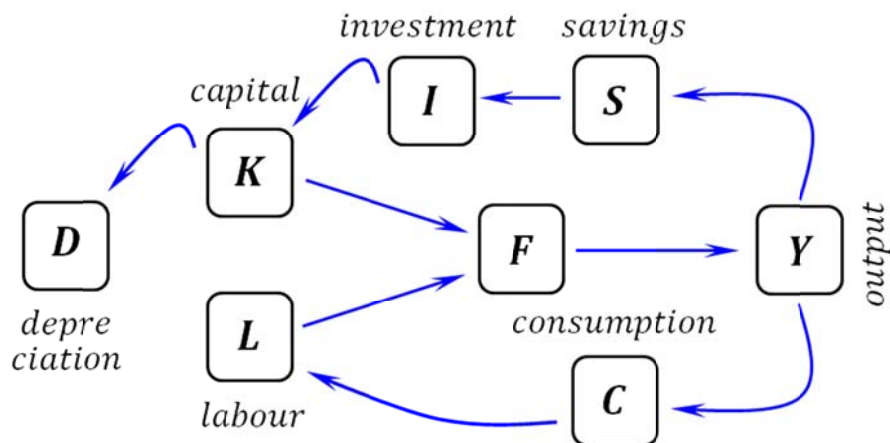 investment
savings
capital
I
S
K
D
F
Y
output
depre
ciation
L
consumption
labour
C